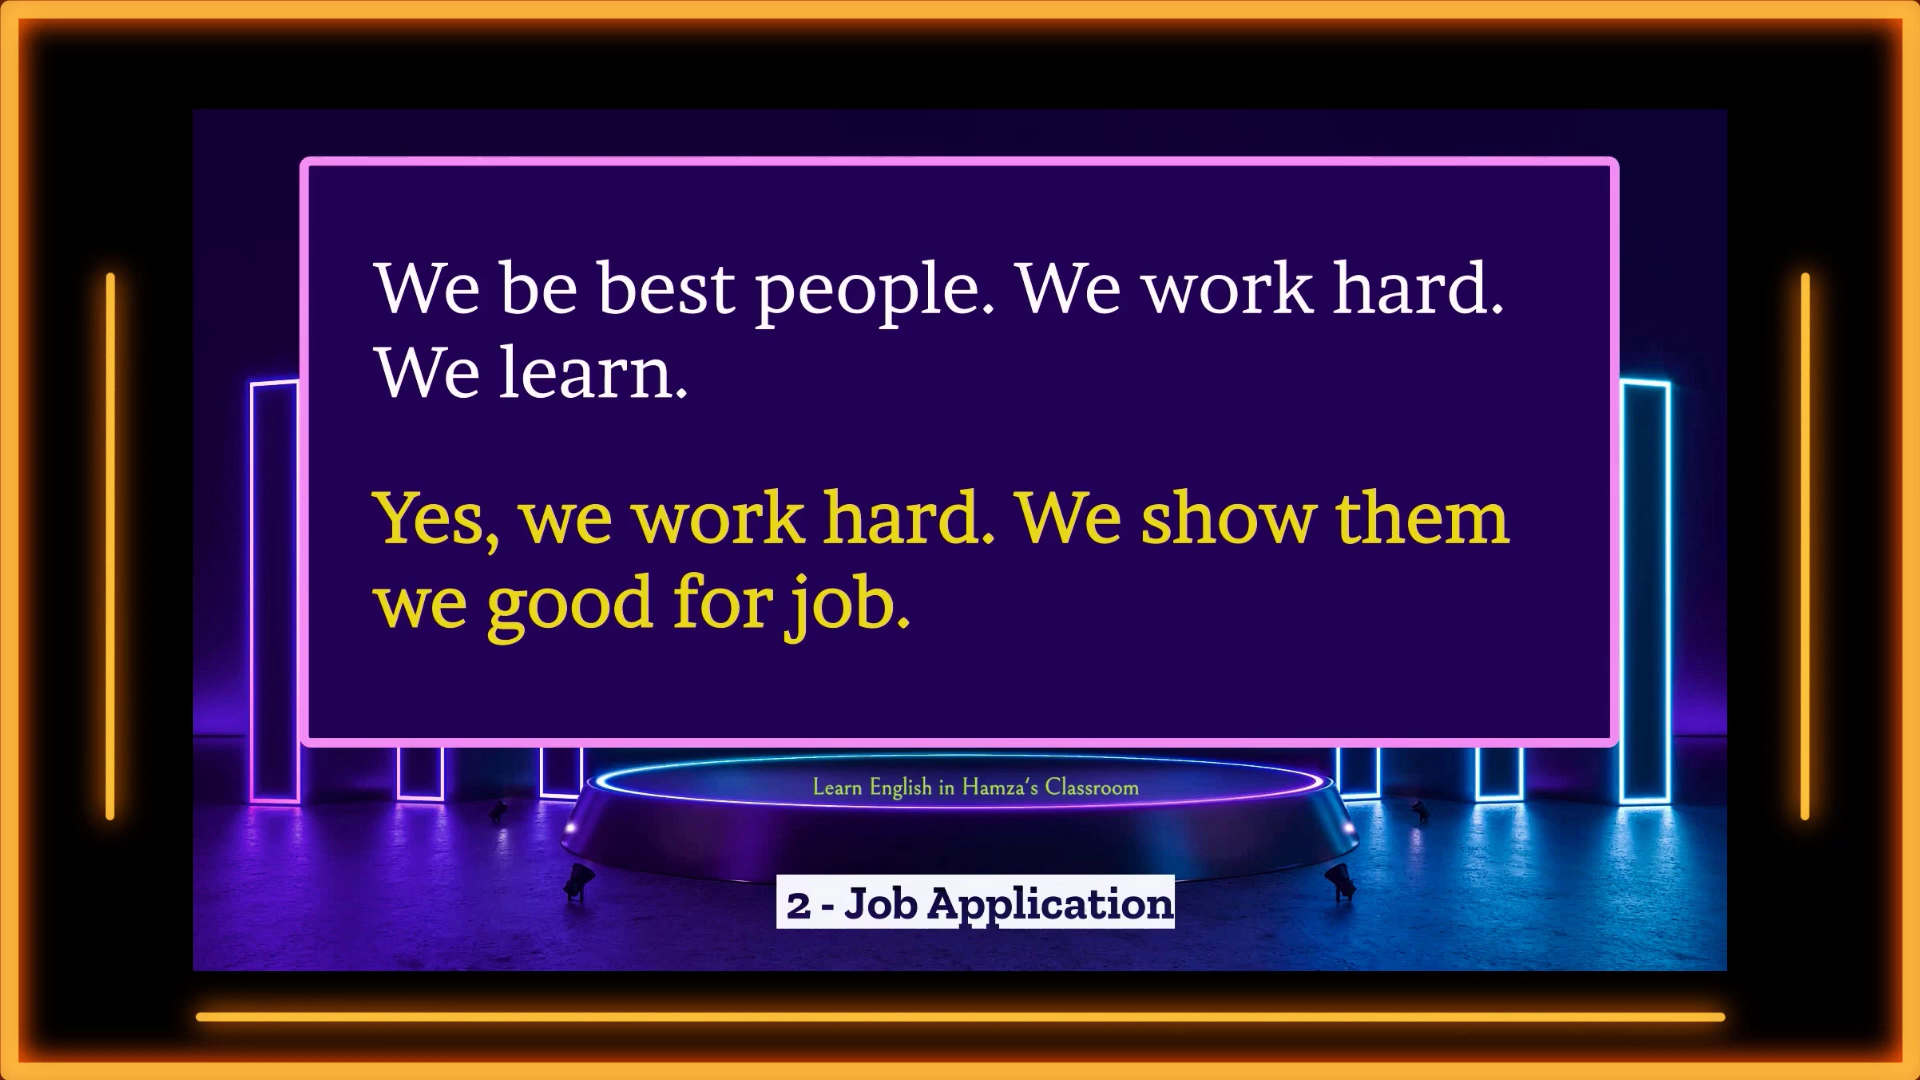 We be best people. We work hard.
We learn.
Yes, we work hard. We show them
we good for job.
Learn English in Hamza's Classroom
2 - Job Application